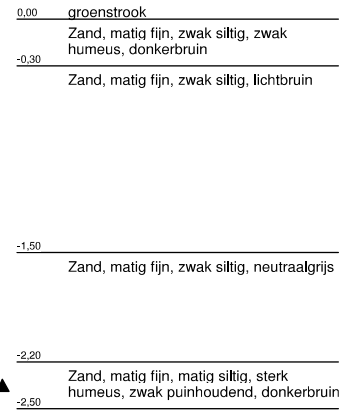 0,00 groenstrook
Zand, matig fijn, zwak siltig, zwak
humeus, donkerbruin
-0,30
Zand, matig fijn, zwak siltig, lichtbruin
-1,50
Zand, matig fijn, zwak siltig, neutraalgrijs
-2,20
Zand, matig fijn, matig siltig, sterk
humeus, zwak puinhoudend, donkerbruin
-2,50